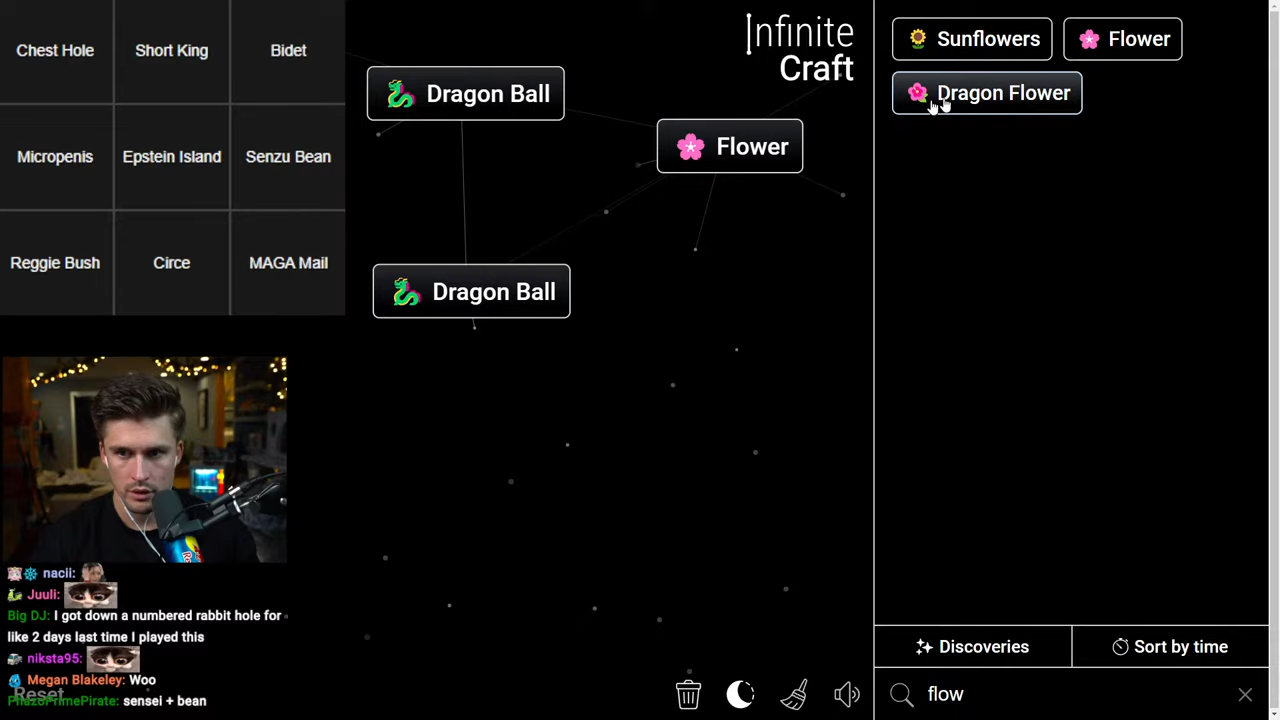 Chest Hole
Short King
Bidet
Micropenis
Epstein Island
Senzu Bean
Reggie Bush
Circe
MAGA Mail
Infinite
Craft
Dragon Ball
Flower
Dragon Ball
Sunflowers
Flower
Dragon Flower
nacii:
Juuli:
Big DJ: I got down a numbered rabbit hole for
like 2 days last time I played this
niksta95:
Megan Blakeley: Woo
PhazoPrimePirate: sensei + bean
Reset
Discoveries
Sort by time
flow